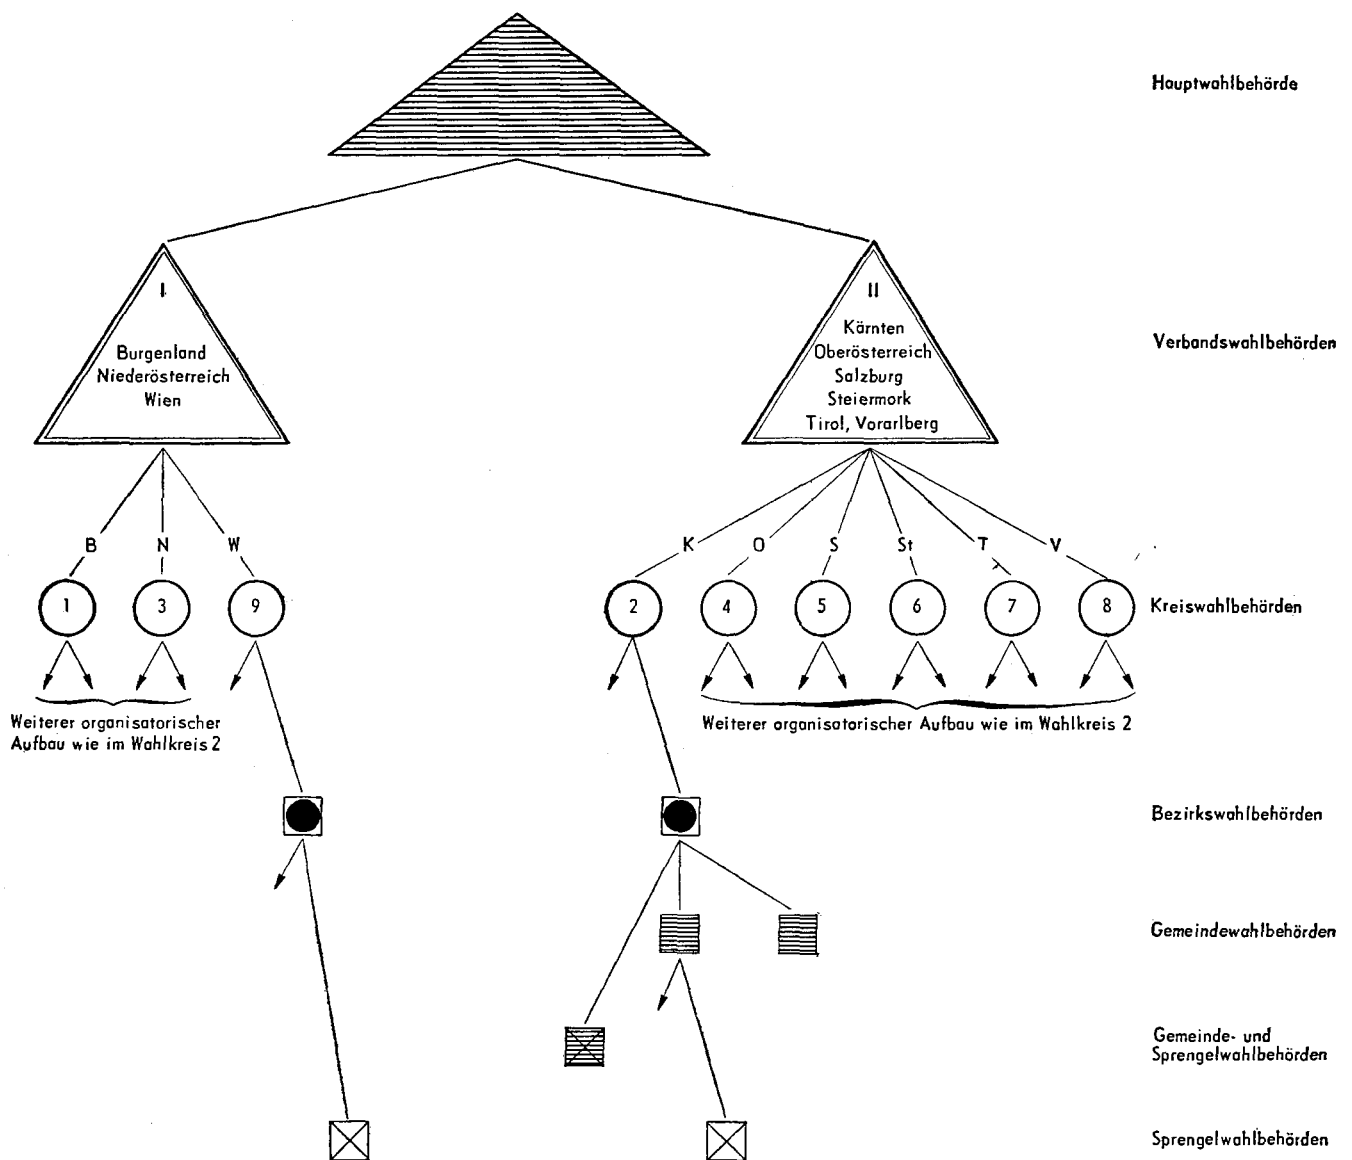 Hauptwahlbehörde
I
Burgenland
Niederösterreich
Wien
II
Kärnten
Oberösterreich
Salzburg
Steiermork
Tirol, Vorarlberg
Verbandswahlbehörden
B N W
K O S St T V
1 3 9
2 4 5 6 7 8
Kreiswahlbehörden
Weiterer organisatorischer
Aufbau wie im Wahlkreis 2
Weiterer organisatorischer Aufbau wie im Wahlkreis 2
Bezirkswahlbehörden
Gemeindewahlbehörden
Gemeinde- und
Sprengelwahlbehörden
Sprengelwahlbehörden